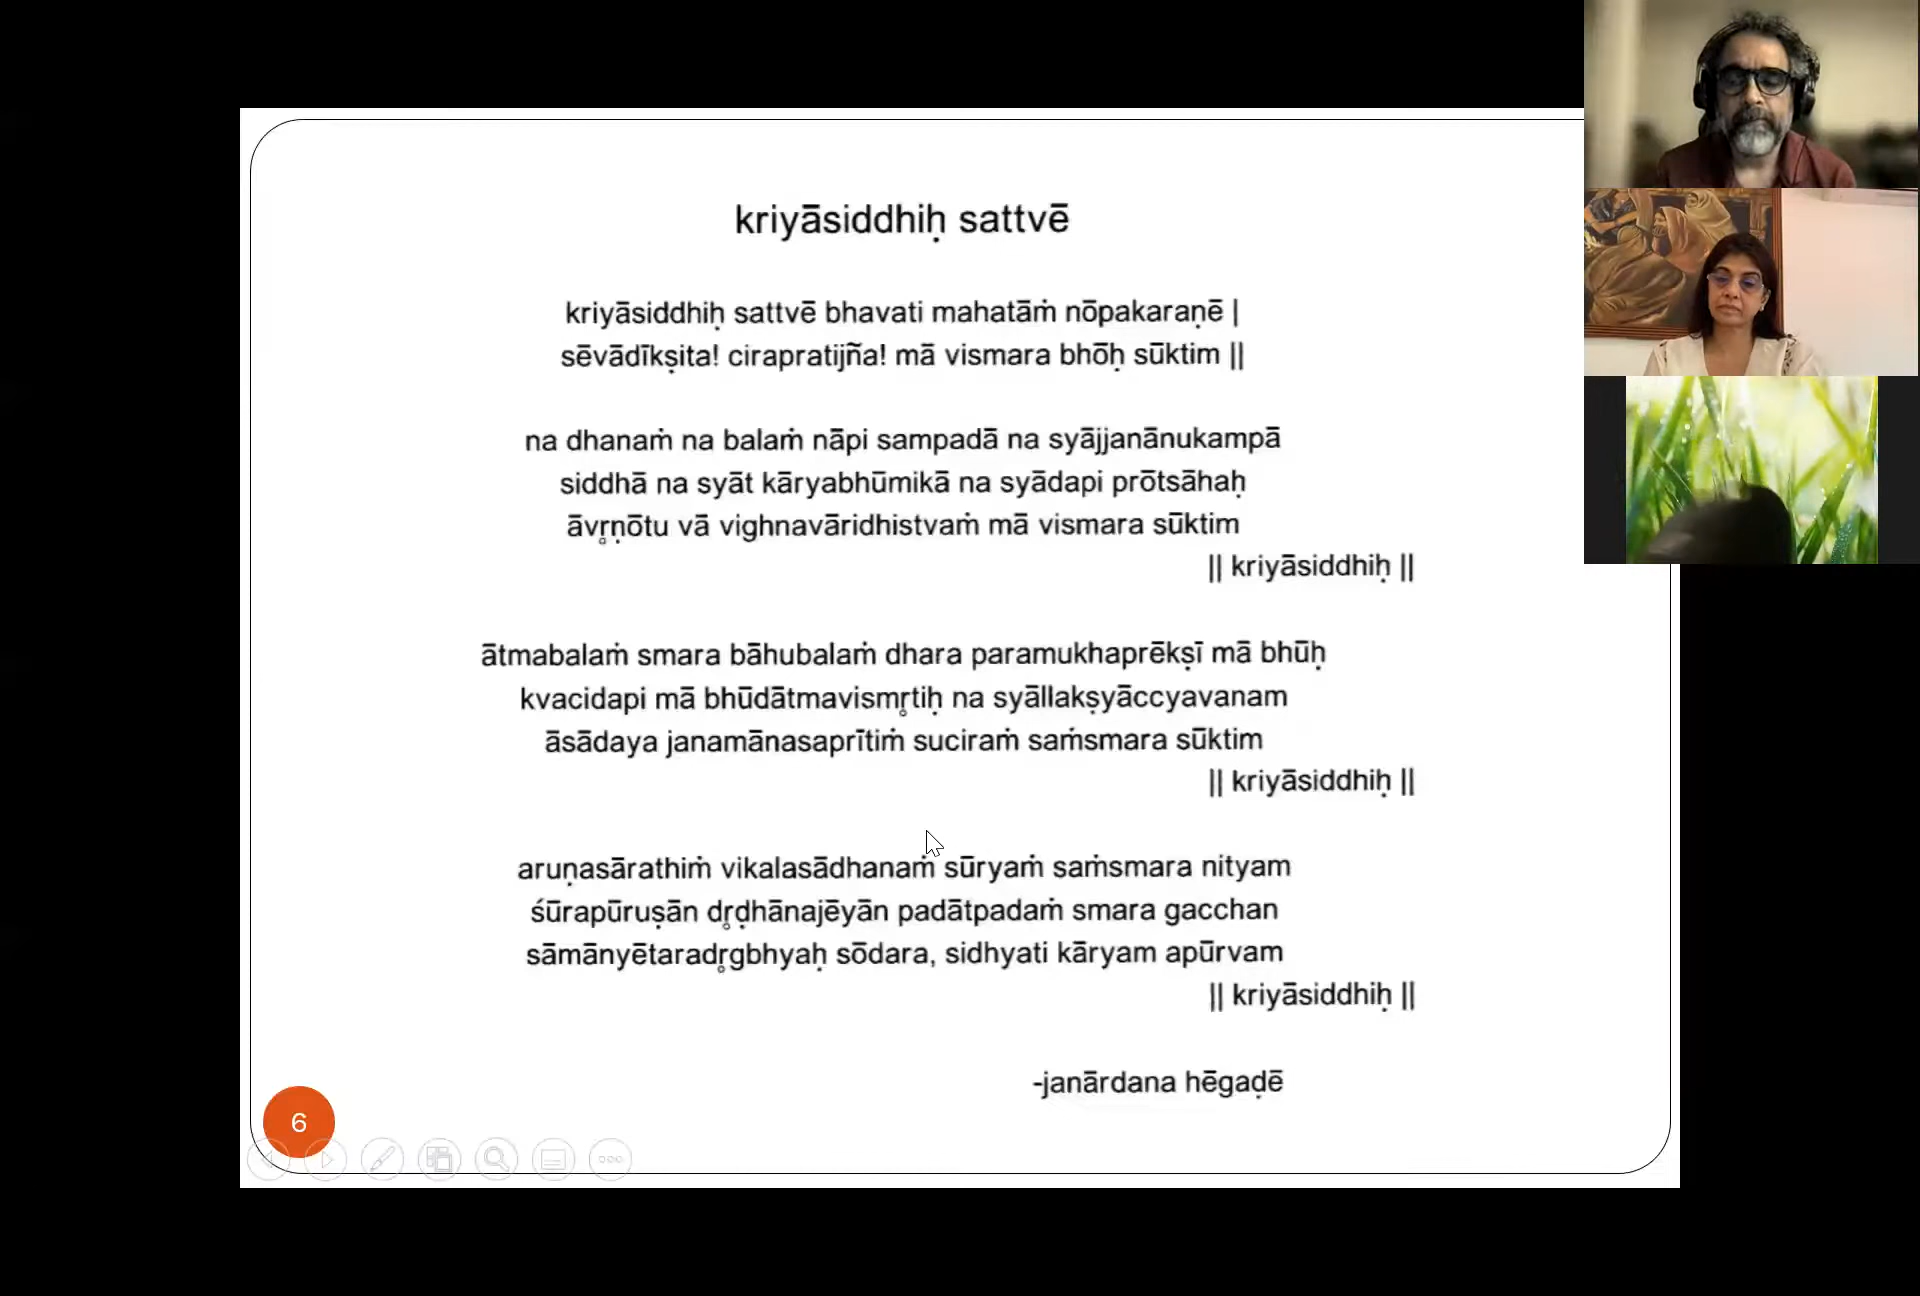 kriyāsiddhiḥ sattvē
kriyāsiddhiḥ sattvē bhavati mahatāṁ nōpakaraṇē |
sēvādīkṣita! cirapratijña! mā vismara bhōḥ sūktim ||
na dhanaṁ na balaṁ nāpi sampadā na syājjanānukampā
siddhā na syāt kāryabhūmikā na syādapi prōtsāhaḥ
āvr̥ṇōtu vā vighnavāridhistvaṁ mā vismara sūktim
|| kriyāsiddhiḥ ||
ātmabalaṁ smara bāhubalaṁ dhara paramukhaprēkṣī mā bhūḥ
kvacidapi mā bhūdātmavismr̥tiḥ na syāllakṣyāccyavanam
āsādaya janamānasaprītiṁ suciraṁ saṁsmara sūktim
|| kriyāsiddhiḥ ||
aruṇasārathiṁ vikalasādhanaṁ sūryaṁ saṁsmara nityam
śūrapūruṣān dr̥ḍhānajēyān padātpadaṁ smara gacchan
sāmānyētaradr̥gbhyaḥ sōdara, sidhyati kāryam apūrvam
|| kriyāsiddhiḥ ||
-janārdana hēgaḍē
6